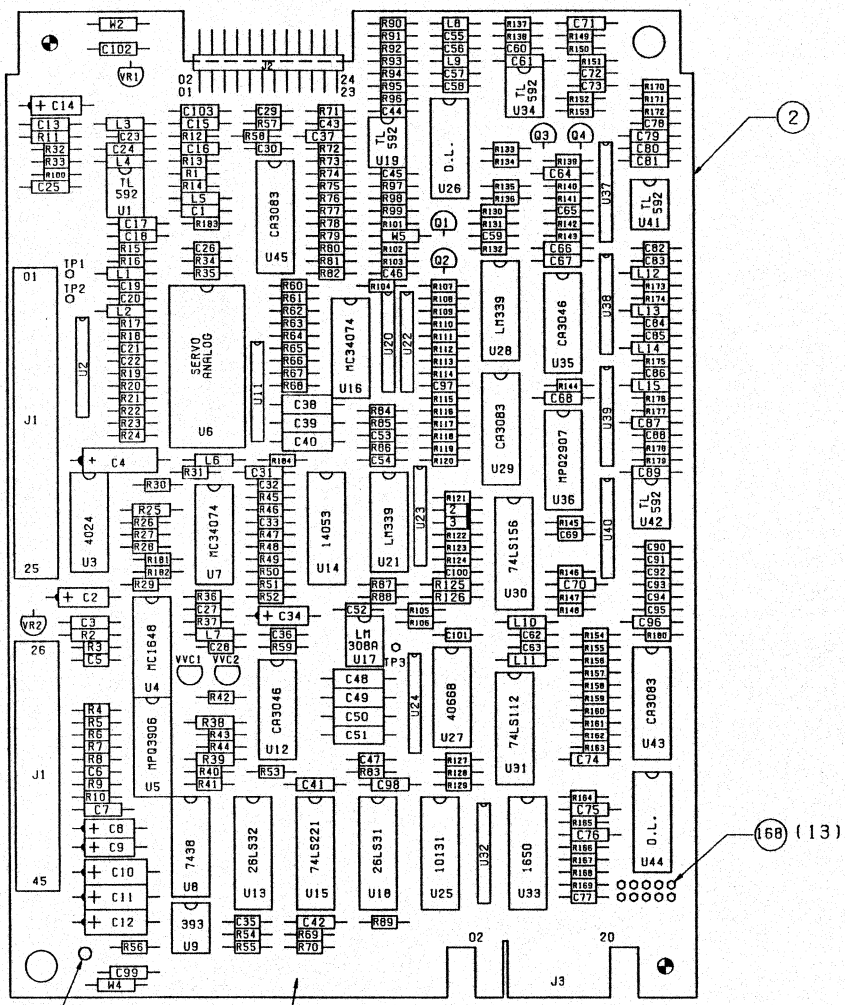 W2
C102
VR1
J2
02
01
24
23
R90
R91
R92
R93
R94
R95
R96
C44
L8
C55
C56
L9
C57
C58
R137
R138
C60
C61
TL
592
U34
C71
R149
R150
R151
C72
C73
R152
R153
R170
R171
R172
C78
C79
C80
C81
2
C14
C13
R11
R32
R33
R100
C25
L3
C23
C24
L4
TL
592
U1
C17
C18
R15
R16
L1
C19
C20
L2
R17
R18
C21
C22
R19
R20
R21
R22
R23
R24
C103
C15
R12
C16
R13
R1
R14
L5
C1
R183
C26
R34
R35
C29
R57
R58
C30
CA3083
U45
R71
C43
C37
R72
R73
R74
R75
R76
R77
R78
R79
R80
R81
R82
TL
592
U19
C45
R97
R98
R99
R101
W5
R102
R103
C46
R104
D.L.
U26
Q1
Q2
Q3
Q4
R133
R134
R135
R136
R130
R131
C59
R132
R139
C64
R140
R141
C65
R142
R143
C66
C67
U37
TL
592
U41
C82
C83
L12
R173
R174
L13
C84
C85
L14
R175
C86
L15
R176
R177
C87
C88
R178
R179
C89
01
J1
25
TP1
TP2
U2
SERVO
ANALOG
U6
U11
R60
R61
R62
R63
R64
R65
R66
R67
R68
MC34074
U16
U20
U22
R107
R108
R109
R110
R111
R112
R113
R114
C97
R115
R116
R117
R118
R119
R120
LM339
U28
CA3083
U29
CA3046
U35
U38
R144
C68
MPQ2907
U36
U39
C38
C39
C40
R84
R85
C53
R86
C54
C4
L6
R31
R184
C31
R30
4024
U3
R25
R26
R27
R28
R181
R182
R29
MC34074
U7
C32
R45
R46
C33
R47
R48
R49
R50
R51
R52
14053
U14
LM339
U21
U23
R121
2
3
R122
R123
R124
C100
R125
R126
74LS156
U30
R145
C69
R146
C70
R147
R148
U40
TL
592
U42
C90
C91
C92
C93
C94
C95
C96
R180
C2
VR2
C3
R2
R3
C5
MC1648
U4
R36
C27
R37
L7
C28
VVC1
VVC2
C34
C36
R59
R87
R88
C52
R105
R106
LM
308A
U17
TP3
C101
L10
C62
C63
L11
R154
R155
R156
R157
R158
R159
R160
R161
R162
R163
C74
CA3083
U43
26
J1
45
R4
R5
R6
R7
R8
C6
R9
R10
C7
MPQ3906
U5
R42
R38
R43
R44
R39
R40
R41
CA3046
U12
R53
C48
C49
C50
C51
U24
40668
U27
74LS112
U31
C47
R83
C98
C41
R127
R128
R129
C8
C9
C10
C11
C12
7438
U8
393
U9
26LS32
U13
74LS221
U15
26LS31
U18
10131
U25
U32
1650
U33
R164
C75
R165
C76
R166
R167
R168
R169
C77
D.L.
U44
168 (13)
R56
C35
R54
R55
C42
R69
R70
R89
C99
W4
02
20
J3